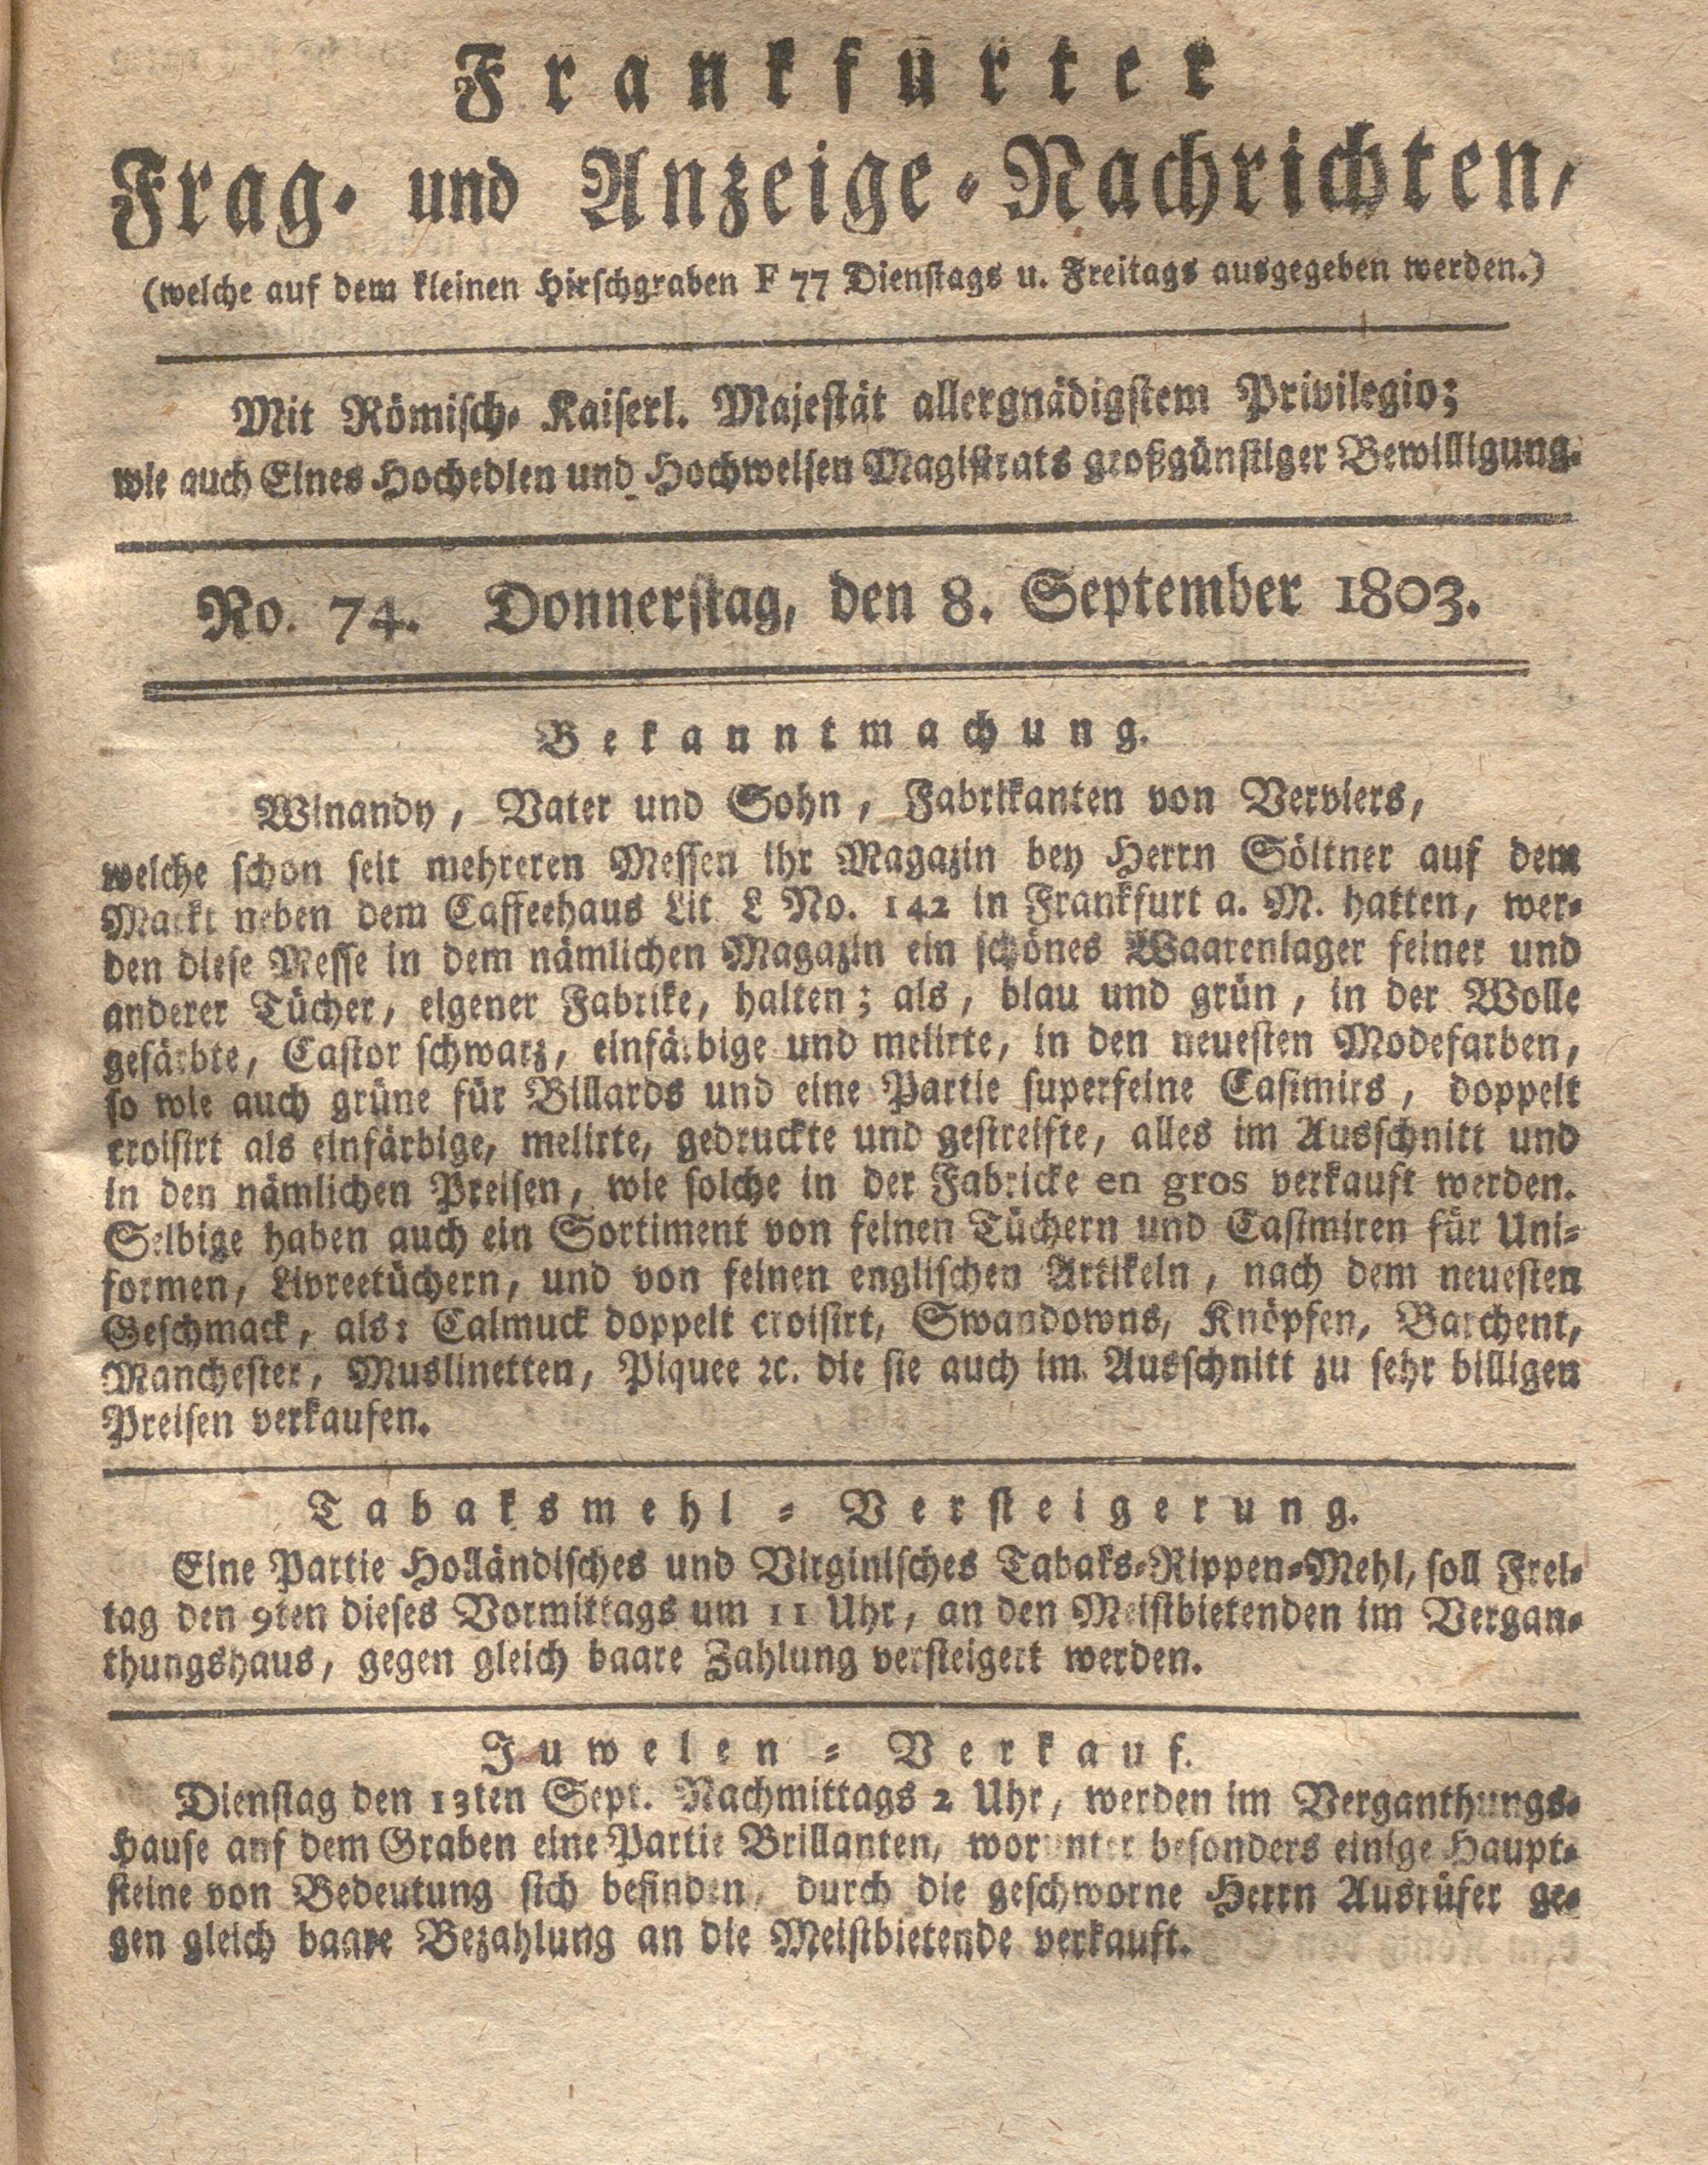 Frankfurter
Frag- und Anzeige-Nachrichten,
(welche auf dem kleinen Hirschgraben F 77 Dienstags u. Freitags ausgegeben werden.)
Mit Römisch- Kaiserl. Majestät allergnädigstem Privilegio;
wie auch Eines Hochedlen und Hochweisen Magistrats großgünstiger Bewilligung.
No. 74. Donnerstag, den 8. September 1803.
Bekanntmachung.
Winandy, Vater und Sohn, Fabrikanten von Verviers,
welche schon seit mehreren Messen ihr Magazin bey Herrn Söltner auf dem
Markt neben dem Caffeehaus Lit. L No. 142 in Frankfurt a. M. hatten, wer-
den diese Messe in dem nämlichen Magazin ein schönes Waarenlager feiner und
anderer Tücher, eigener Fabrike, halten; als, blau und grün, in der Wolle
gefärbte, Castor schwarz, einfärbige und melirte, in den neuesten Modefarben,
so wie auch grüne für Billards und eine Partie superfeine Casimirs, doppelt
croisirt als einfärbige, melirte, gedruckte und gestreifte, alles im Ausschnitt und
in den nämlichen Preisen, wie solche in der Fabricke en gros verkauft werden.
Selbige haben auch ein Sortiment von feinen Tüchern und Casimiren für Uni-
formen, Livreetüchern, und von feinen englischen Artikeln, nach dem neuesten
Geschmack, als: Calmuck doppelt croisirt, Swandowns, Knöpfen, Barchent,
Manchester, Muslinetten, Piquee ꝛc. die sie auch im Ausschnitt zu sehr billigen
Preisen verkaufen.
Tabaksmehl-Versteigerung.
Eine Partie Holländisches und Virginisches Tabaks-Rippen-Mehl, soll Frei-
tag den 9ten dieses Vormittags um 11 Uhr, an den Meistbietenden im Vergan-
thungshaus, gegen gleich baare Zahlung versteigert werden.
Juwelen-Verkauf.
Dienstag den 13ten Sept. Nachmittags 2 Uhr, werden im Verganthungs-
Hause auf dem Graben eine Partie Brillanten, worunter besonders einige Haupt-
steine von Bedeutung sich befinden, durch die geschworne Herrn Ausrüfer ge-
gen gleich baare Bezahlung an die Meistbietende verkauft.